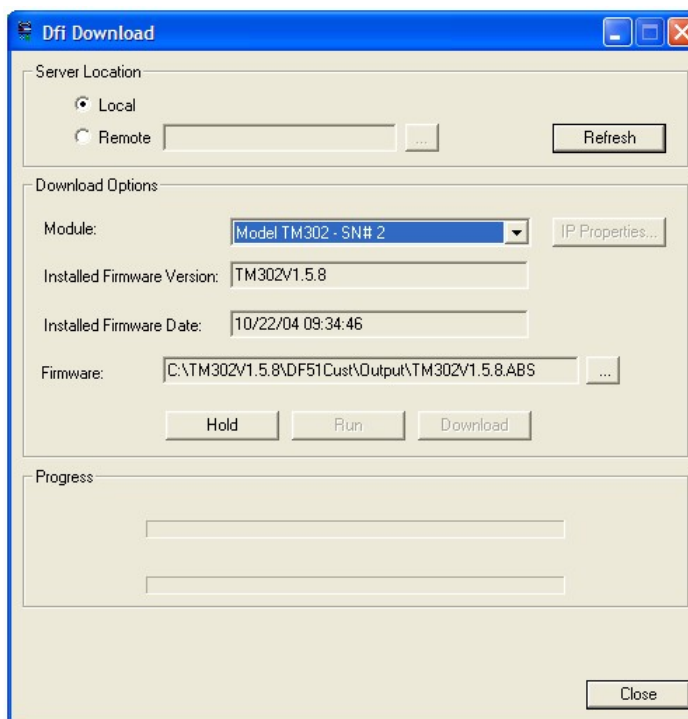 Dfi Download
Server Location
Local
Remote
...
Refresh
Download Options
Module:
Model TM302 - SN# 2
IP Properties...
Installed Firmware Version:
TM302V1.5.8
Installed Firmware Date:
10/22/04 09:34:46
Firmware:
C:\TM302V1.5.8\DF51Cust\Output\TM302V1.5.8.ABS
...
Hold
Run
Download
Progress
Close